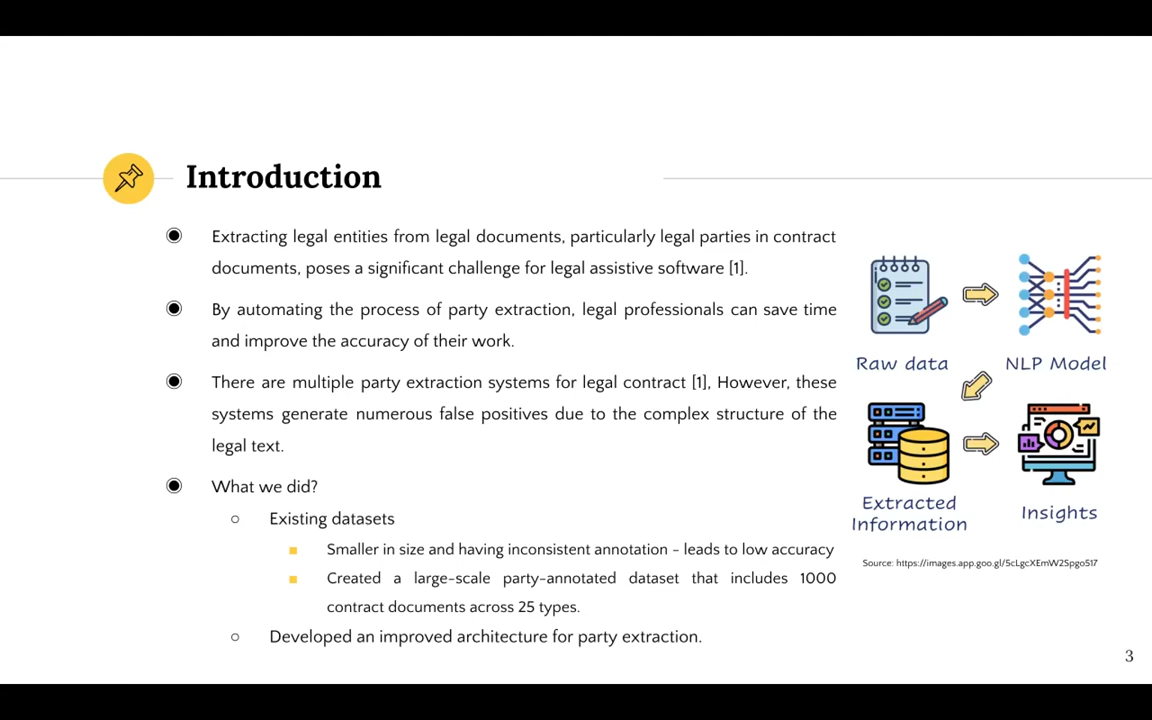 Introduction
Extracting legal entities from legal documents, particularly legal parties in contract
documents, poses a significant challenge for legal assistive software [1].
By automating the process of party extraction, legal professionals can save time
and improve the accuracy of their work.
There are multiple party extraction systems for legal contract [1], However, these
systems generate numerous false positives due to the complex structure of the
legal text.
What we did?
Existing datasets
Smaller in size and having inconsistent annotation - leads to low accuracy
Created a large-scale party-annotated dataset that includes 1000
contract documents across 25 types.
Developed an improved architecture for party extraction.
Raw data
NLP Model
Extracted
Information
Insights
Source: https://images.app.goo.gl/5cLgcXEmW2Spgo517
3